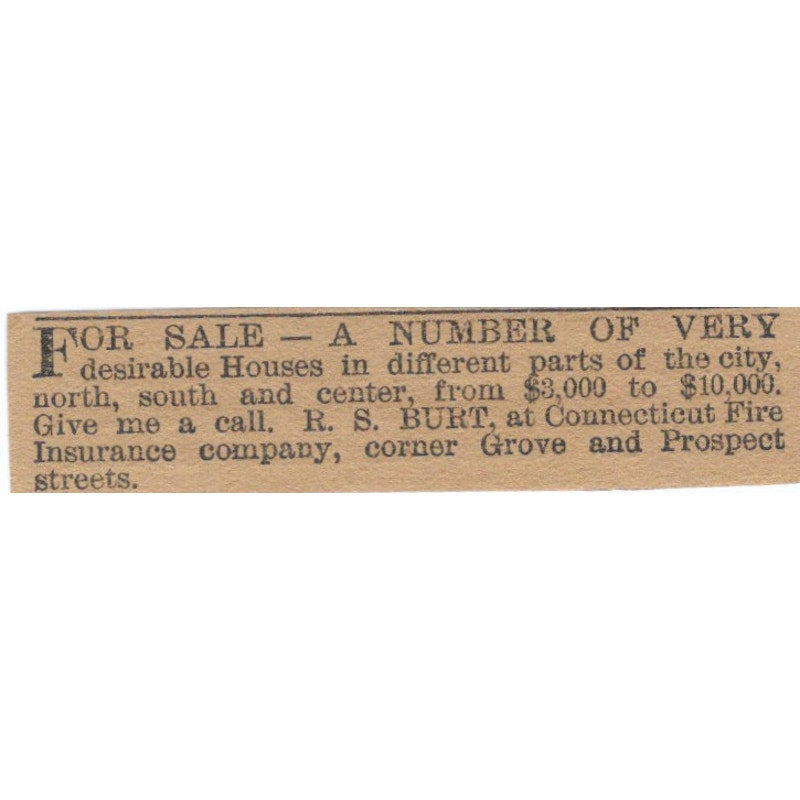 FOR SALE — A NUMBER OF VERY
desirable Houses in different parts of the city,
north, south and center, from $3,000 to $10,000.
Give me a call. R. S. BURT, at Connecticut Fire
Insurance company, corner Grove and Prospect
streets.